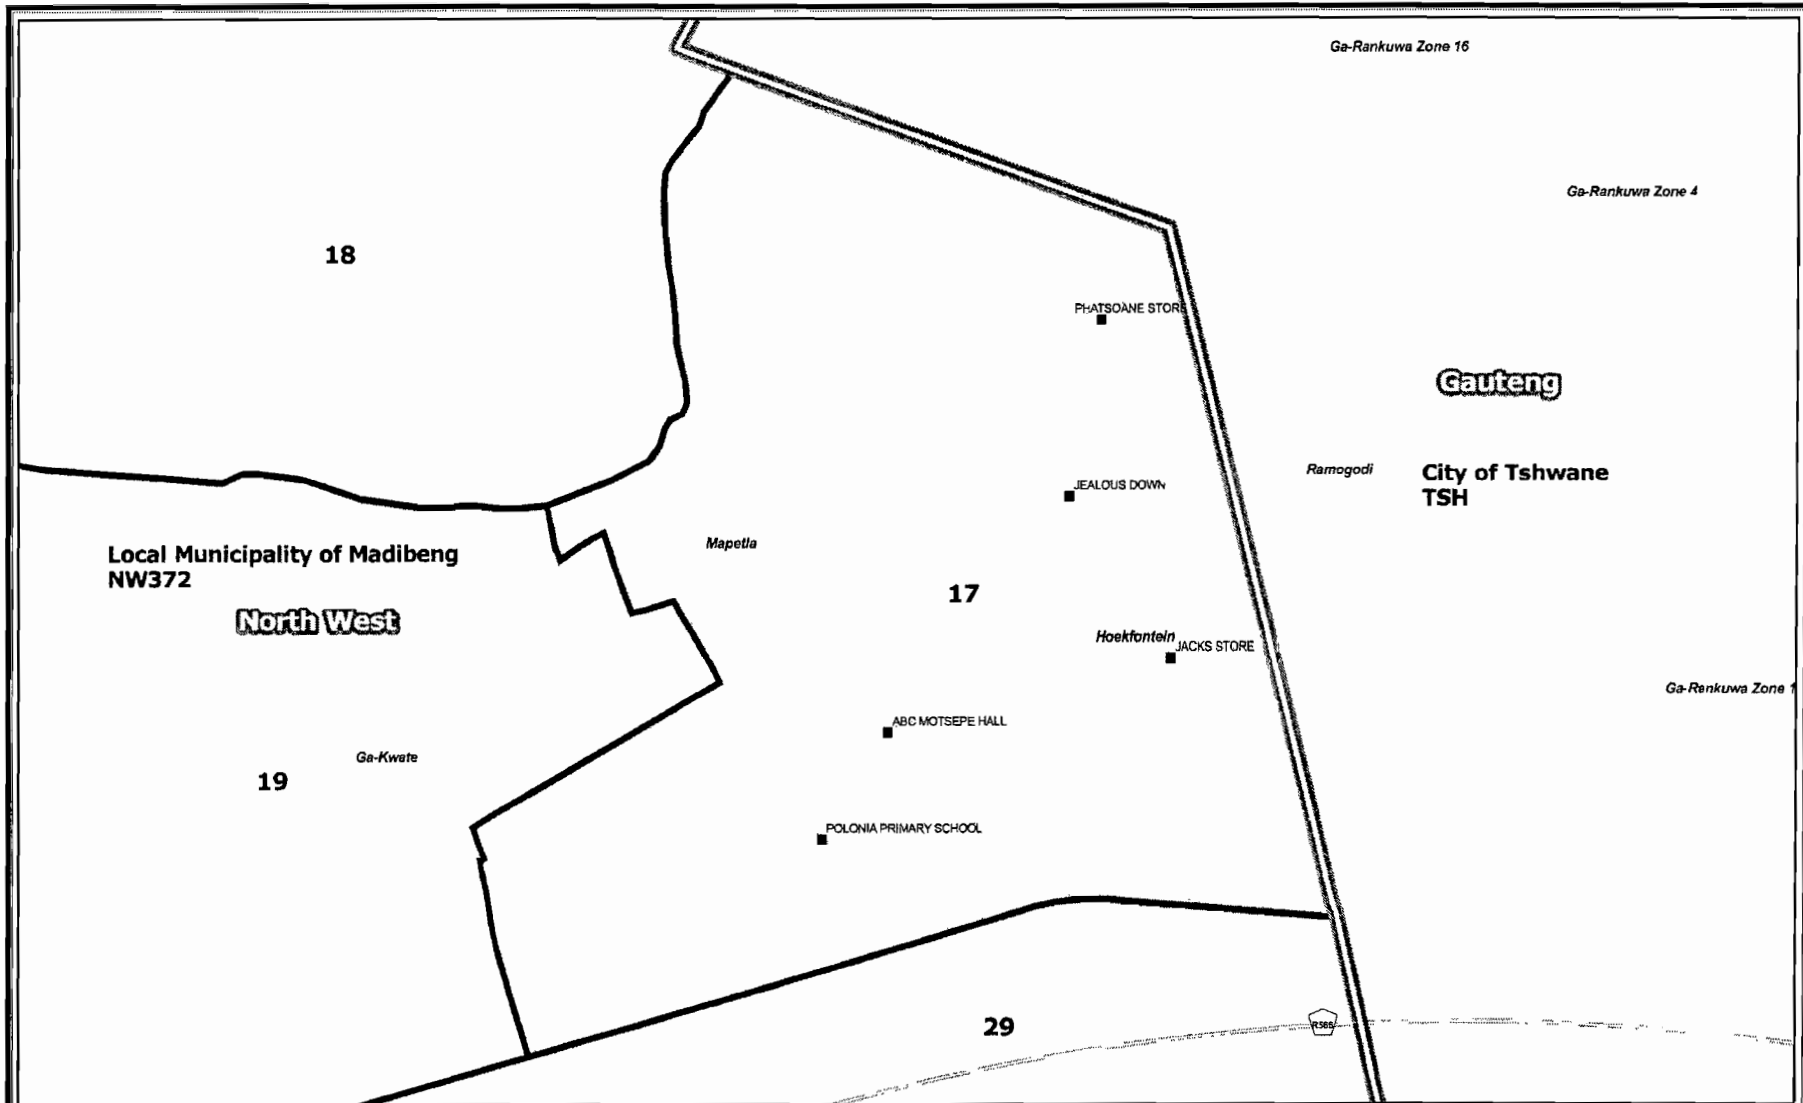 Ga-Rankuwa Zone 16
Ga-Rankuwa Zone 4
18
PHATSOANE STORE
Gauteng
Ramogodi
City of Tshwane
TSH
JEALOUS DOWN
Mapetla
Local Municipality of Madibeng
NW372
17
North West
Hoekfontein
JACKS STORE
Ga-Rankuwa Zone 1
ABC MOTSEPE HALL
Ga-Kwate
19
POLONIA PRIMARY SCHOOL
29